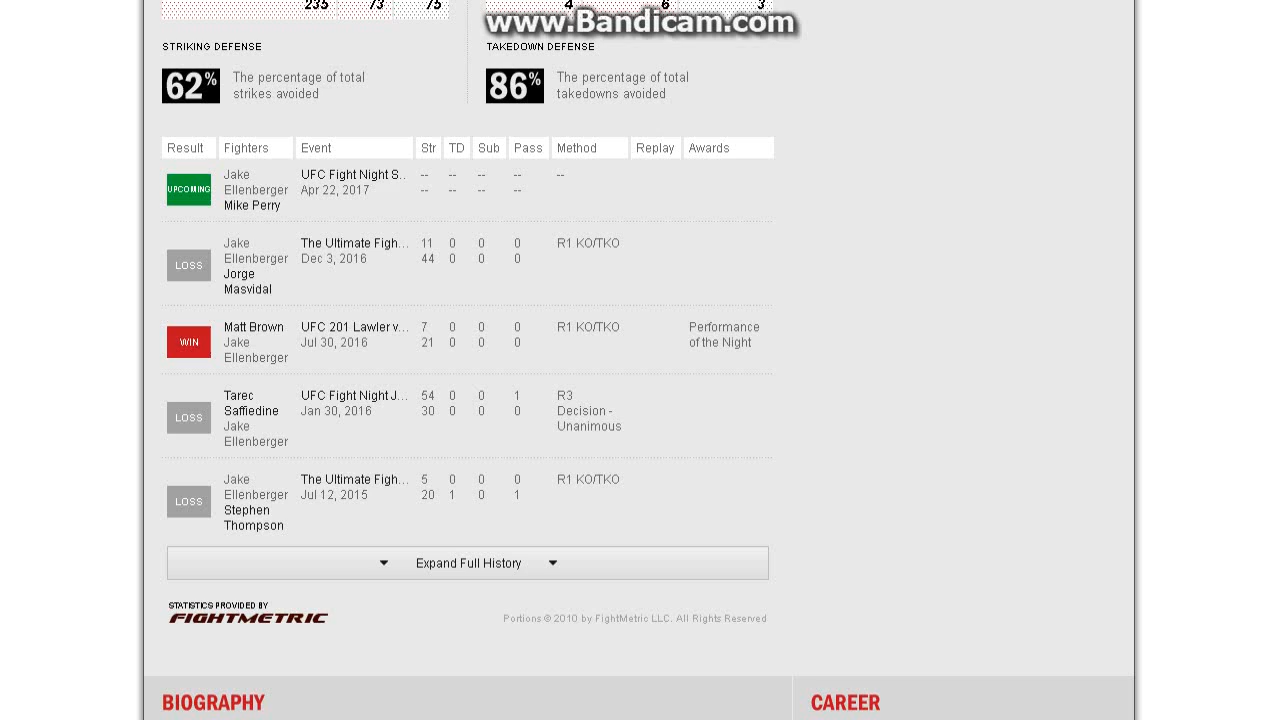 235 73 75 4 6 3
www.Bandicam.com
STRIKING DEFENSE TAKEDOWN DEFENSE
62% The percentage of total
strikes avoided
86% The percentage of total
takedowns avoided
Result Fighters Event Str TD Sub Pass Method Replay Awards
UPCOMING
Jake UFC Fight Night S.. -- -- -- -- --
Ellenberger Apr 22, 2017 -- -- -- --
Mike Perry
LOSS
Jake The Ultimate Figh... 11 0 0 0 R1 KO/TKO
Ellenberger Dec 3, 2016 44 0 0 0
Jorge
Masvidal
WIN
Matt Brown UFC 201 Lawler v... 7 0 0 0 R1 KO/TKO Performance
Jake Jul 30, 2016 21 0 0 0 of the Night
Ellenberger
LOSS
Tarec UFC Fight Night J... 54 0 0 1 R3
Saffiedine Jan 30, 2016 30 0 0 0 Decision -
Jake Unanimous
Ellenberger
LOSS
Jake The Ultimate Figh... 5 0 0 0 R1 KO/TKO
Ellenberger Jul 12, 2015 20 1 0 1
Stephen
Thompson
Expand Full History
STATISTICS PROVIDED BY
FIGHTMETRIC
Portions © 2010 by FightMetric LLC. All Rights Reserved
BIOGRAPHY CAREER